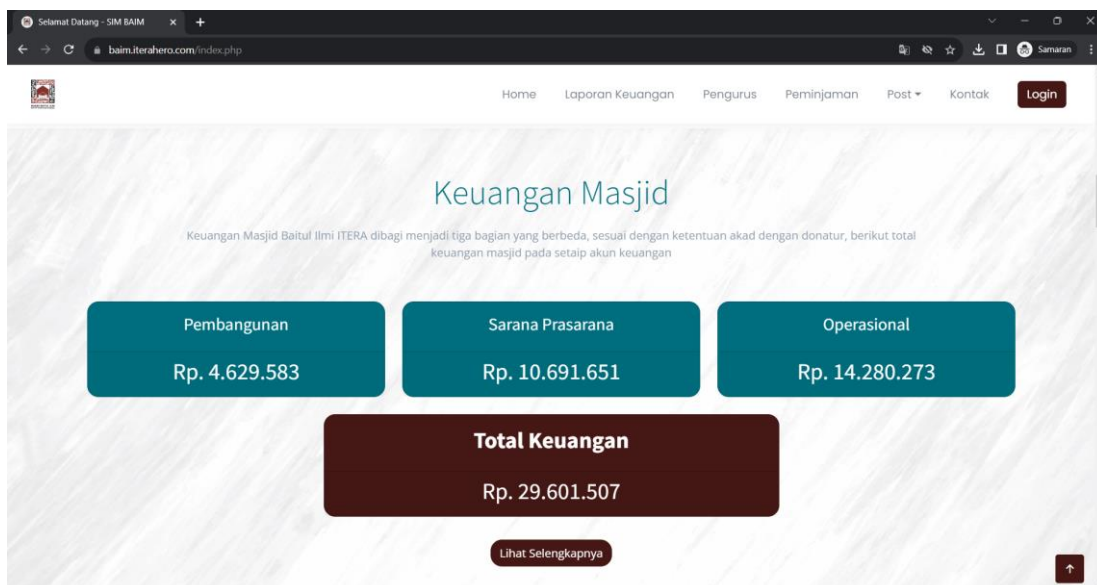 Selamat Datang - SIM BAIM
baim.iterahero.com/index.php
Samaran
Home Laporan Keuangan Pengurus Peminjaman Post Kontak Login
Keuangan Masjid
Keuangan Masjid Baitul Ilmi ITERA dibagi menjadi tiga bagian yang berbeda, sesuai dengan ketentuan akad dengan donatur, berikut total
keuangan masjid pada setaip akun keuangan
Pembangunan Sarana Prasarana Operasional
Rp. 4.629.583 Rp. 10.691.651 Rp. 14.280.273
Total Keuangan
Rp. 29.601.507
Lihat Selengkapnya